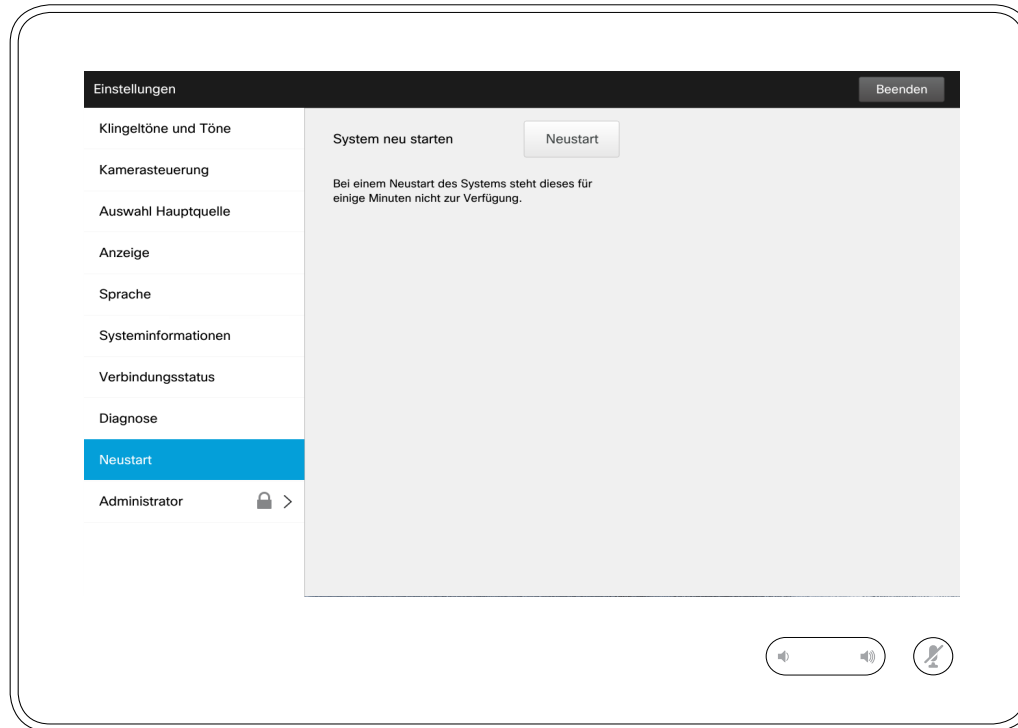 Einstellungen
Beenden
Klingeltöne und Töne
Kamerasteuerung
Auswahl Hauptquelle
Anzeige
Sprache
Systeminformationen
Verbindungsstatus
Diagnose
Neustart
Administrator
System neu starten
Neustart
Bei einem Neustart des Systems steht dieses für
einige Minuten nicht zur Verfügung.